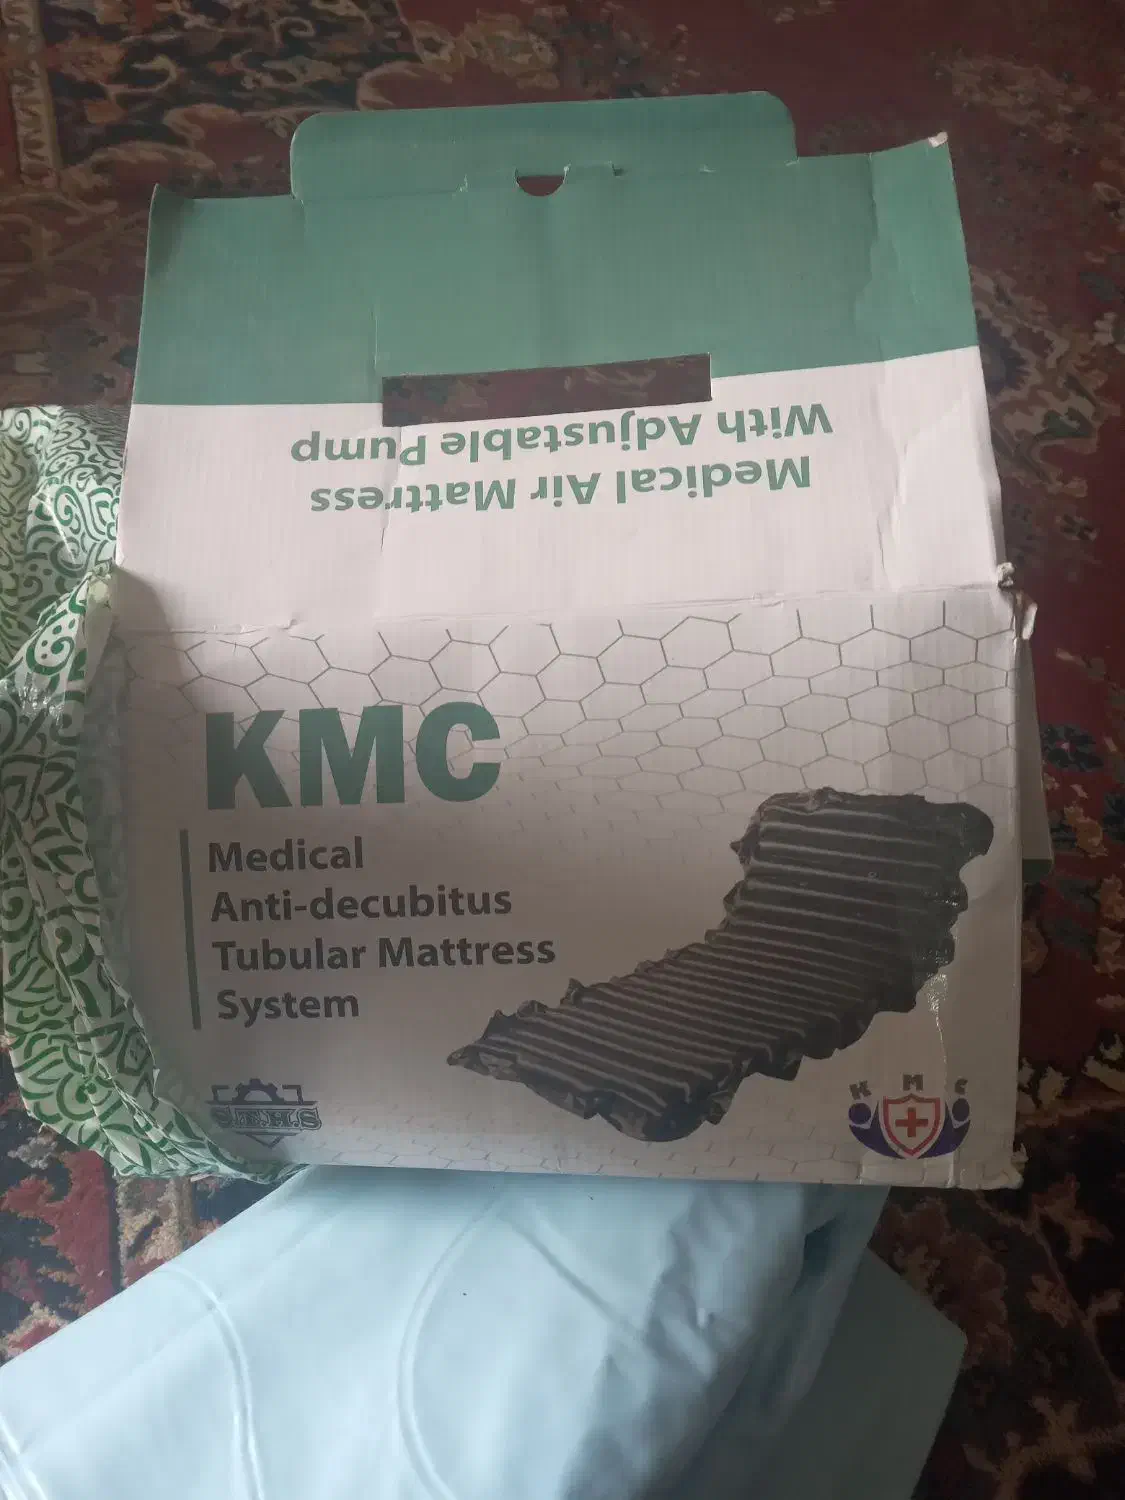 Medical Air Mattress
With Adjustable Pump
KMC
Medical
Anti-decubitus
Tubular Mattress
System
S.E.H.S
K M C